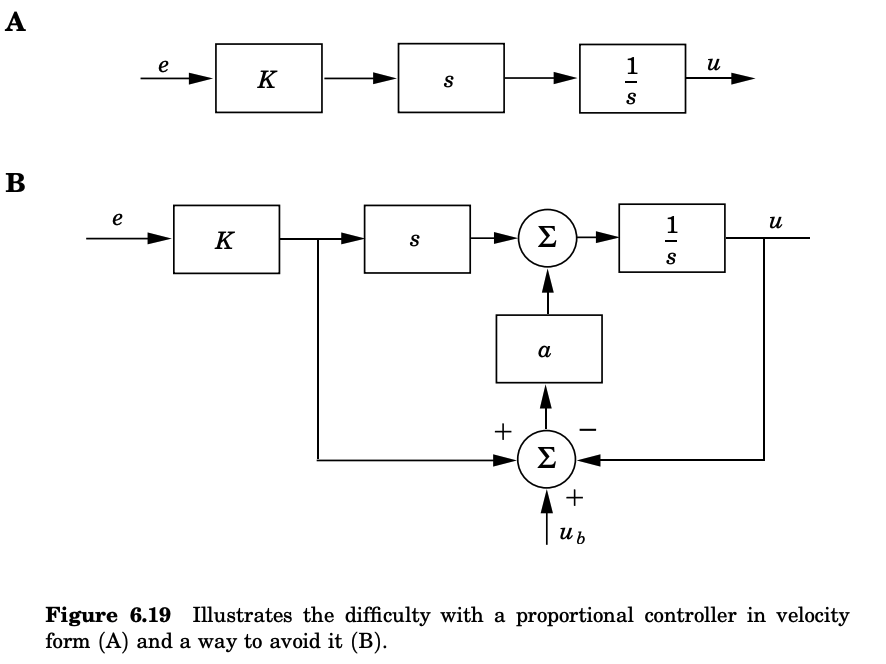 A
e K s 1/s u
B
e K s Σ 1/s u
a
+ −
Σ
+
u_b
Figure 6.19 Illustrates the difficulty with a proportional controller in velocity
form (A) and a way to avoid it (B).